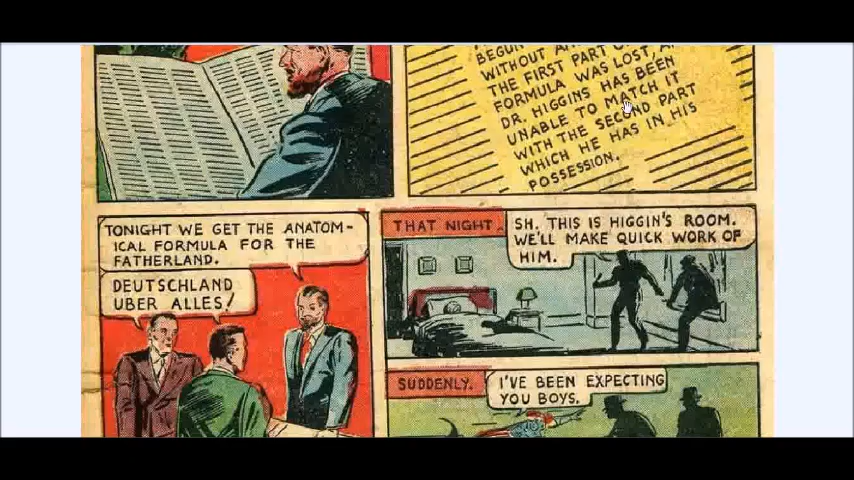 BEGUN
WITHOUT
THE FIRST PART
FORMULA WAS LOST,
DR. HIGGINS HAS BEEN
UNABLE TO MATCH IT
WITH THE SECOND PART
WHICH HE HAS IN HIS
POSSESSION.
TONIGHT WE GET THE ANATOM-
ICAL FORMULA FOR THE
FATHERLAND.
DEUTSCHLAND
UBER ALLES!
THAT NIGHT.
SH. THIS IS HIGGIN'S ROOM.
WE'LL MAKE QUICK WORK OF
HIM.
SUDDENLY.
I'VE BEEN EXPECTING
YOU BOYS.